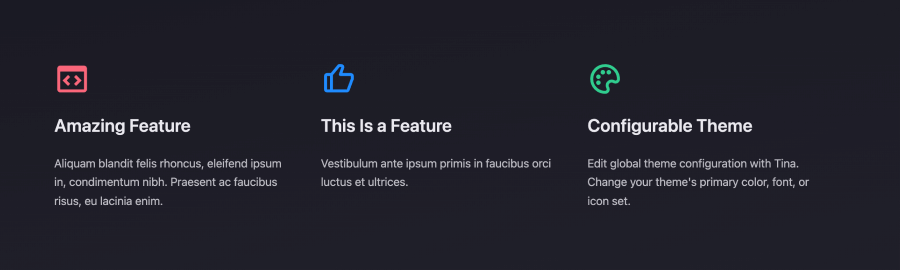 Amazing Feature
Aliquam blandit felis rhoncus, eleifend ipsum
in, condimentum nibh. Praesent ac faucibus
risus, eu lacinia enim.
This Is a Feature
Vestibulum ante ipsum primis in faucibus orci
luctus et ultrices.
Configurable Theme
Edit global theme configuration with Tina.
Change your theme's primary color, font, or
icon set.